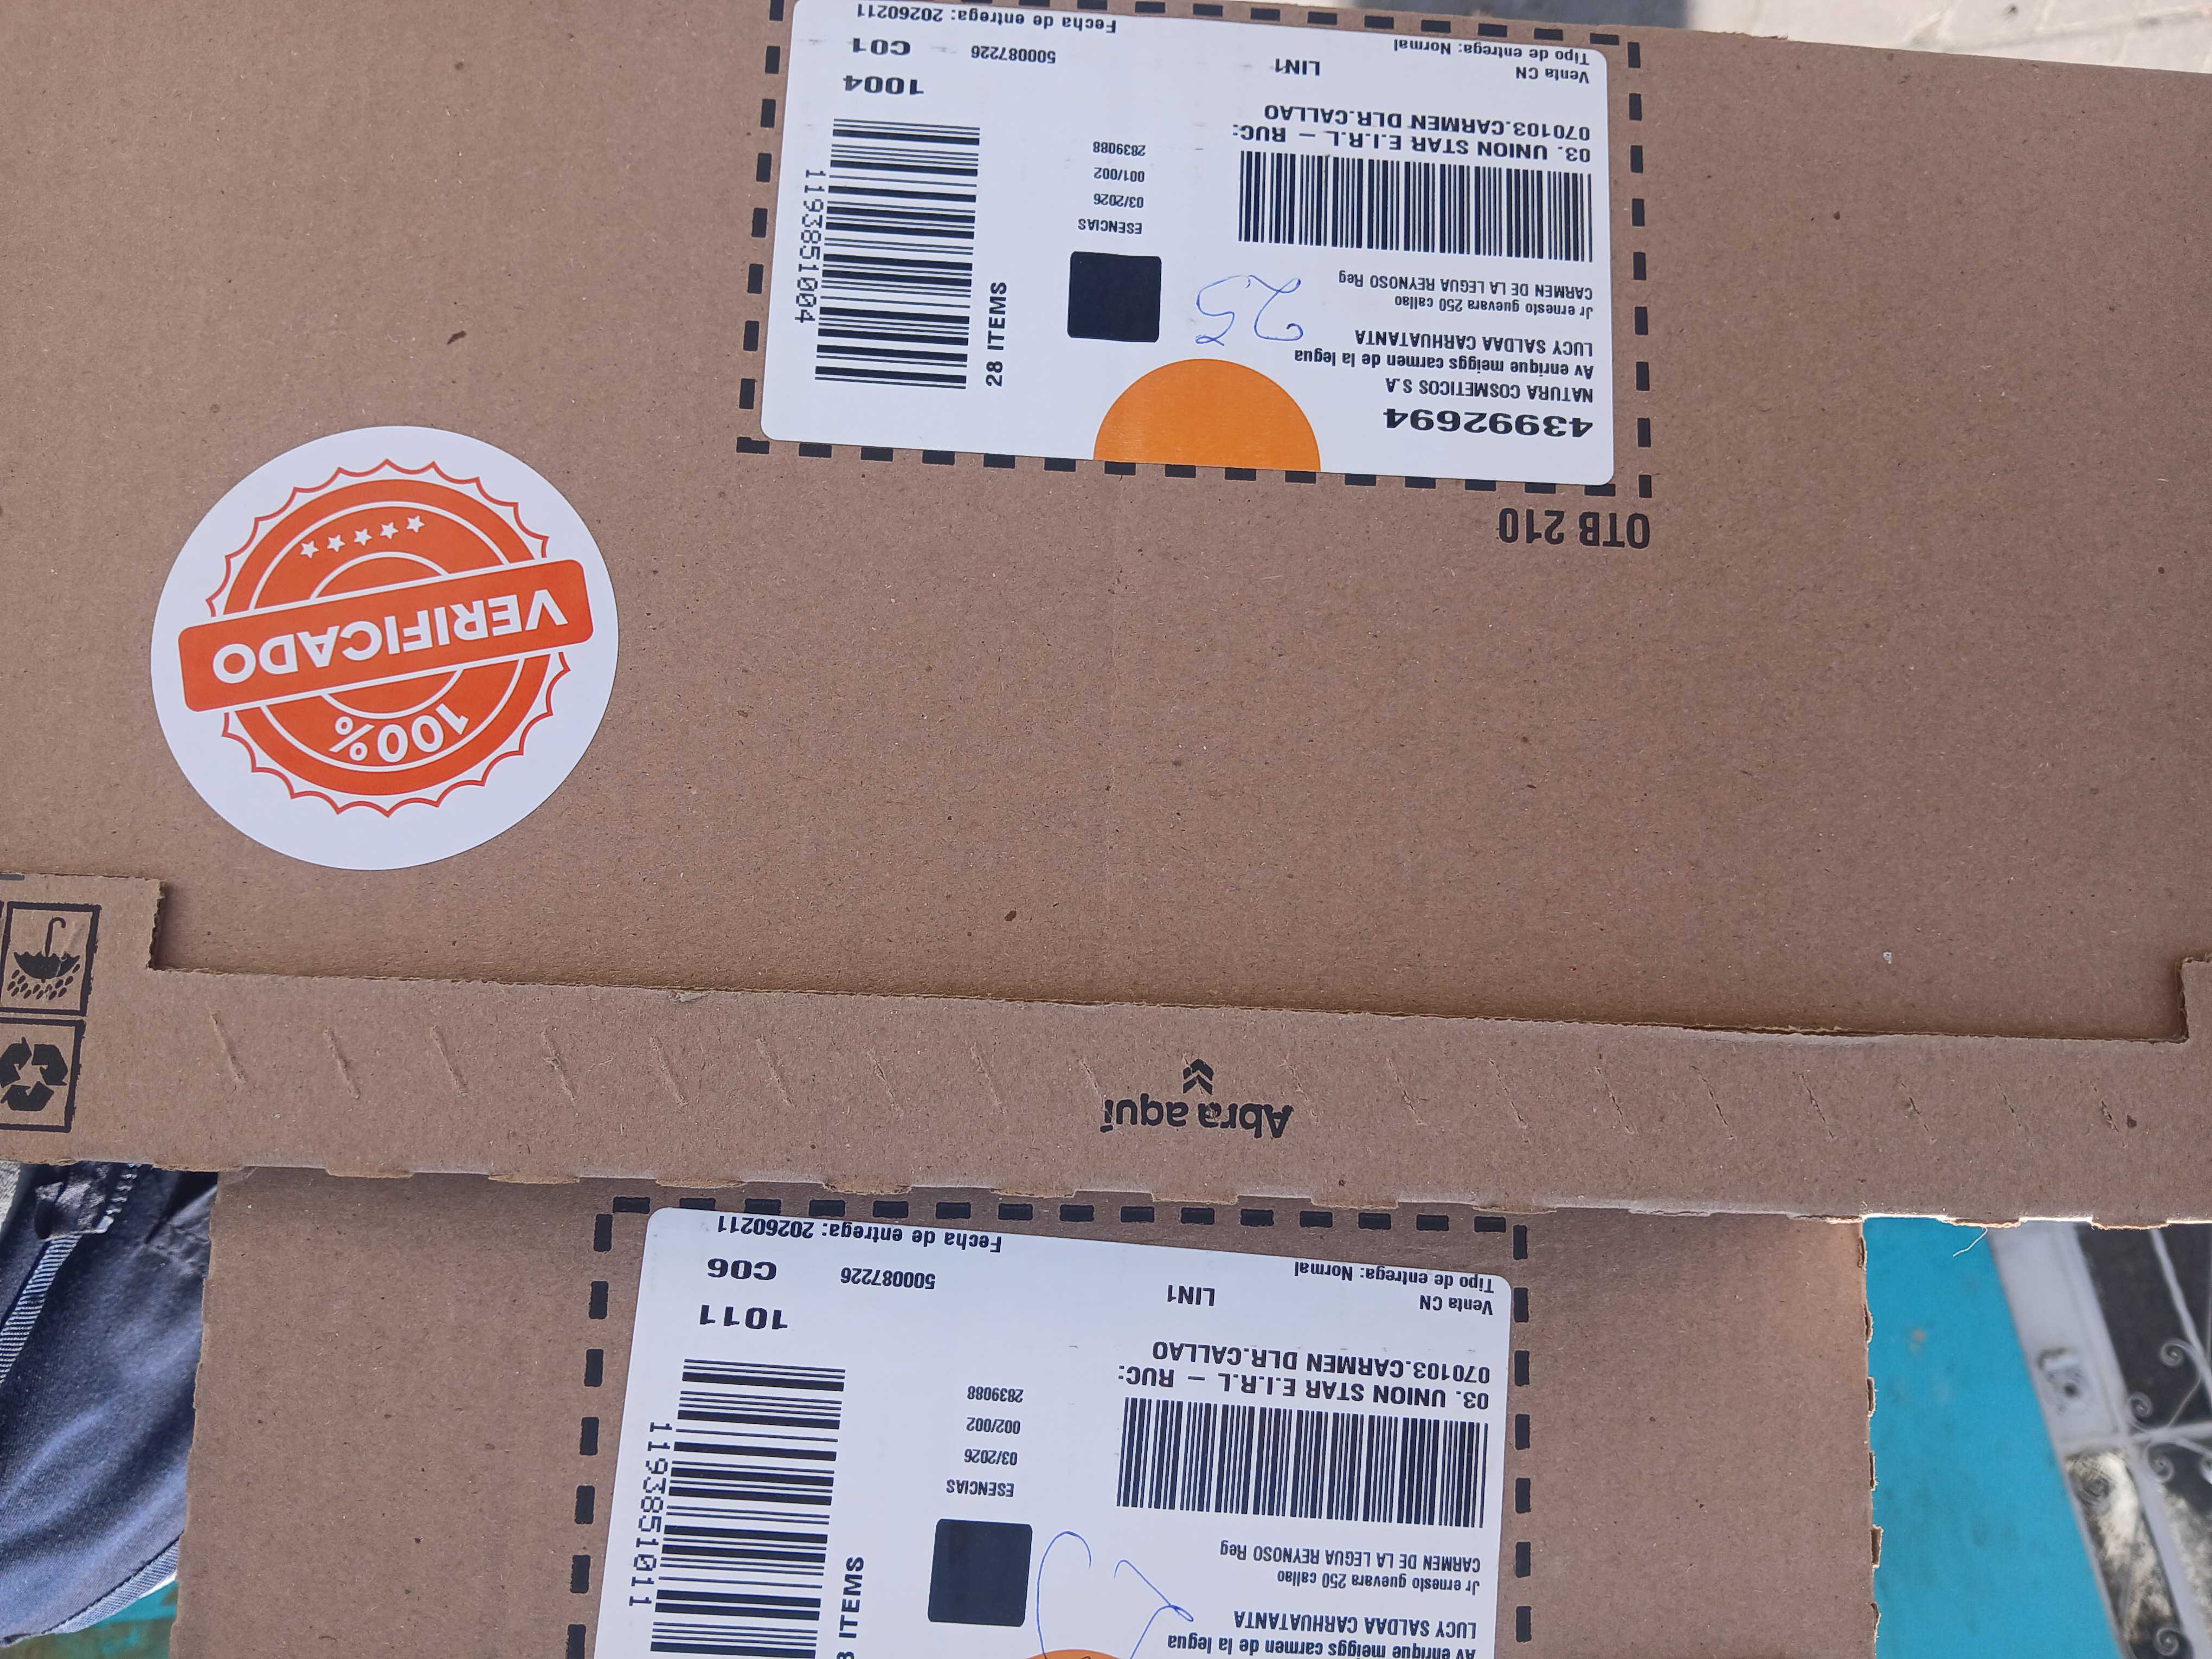 43992694
NATURA COSMETICOS S.A
Av enrique meiggs carmen de la legua
LUCY SALDAA CARHUATANTA
Jr ernesto guevara 250 callao
CARMEN DE LA LEGUA REYNOSO Reg
25
03. UNION STAR E.I.R.L - RUC:
070103.CARMEN DLR.CALLAO
Venta CN
LIN1
Tipo de entrega: Normal
ESENCIAS
03/2026
001/002
2839088
28 ITEMS
1193851004
1004
500087226
C01
Fecha de entrega: 20260211
OTB 210
100%
VERIFICADO
Abra aquí
Av enrique meiggs carmen de la legua
LUCY SALDAA CARHUATANTA
Jr ernesto guevara 250 callao
CARMEN DE LA LEGUA REYNOSO Reg
03. UNION STAR E.I.R.L - RUC:
070103.CARMEN DLR.CALLAO
Venta CN
LIN1
Tipo de entrega: Normal
ESENCIAS
03/2026
002/002
2839088
ITEMS
1193851011
1011
500087226
C06
Fecha de entrega: 20260211